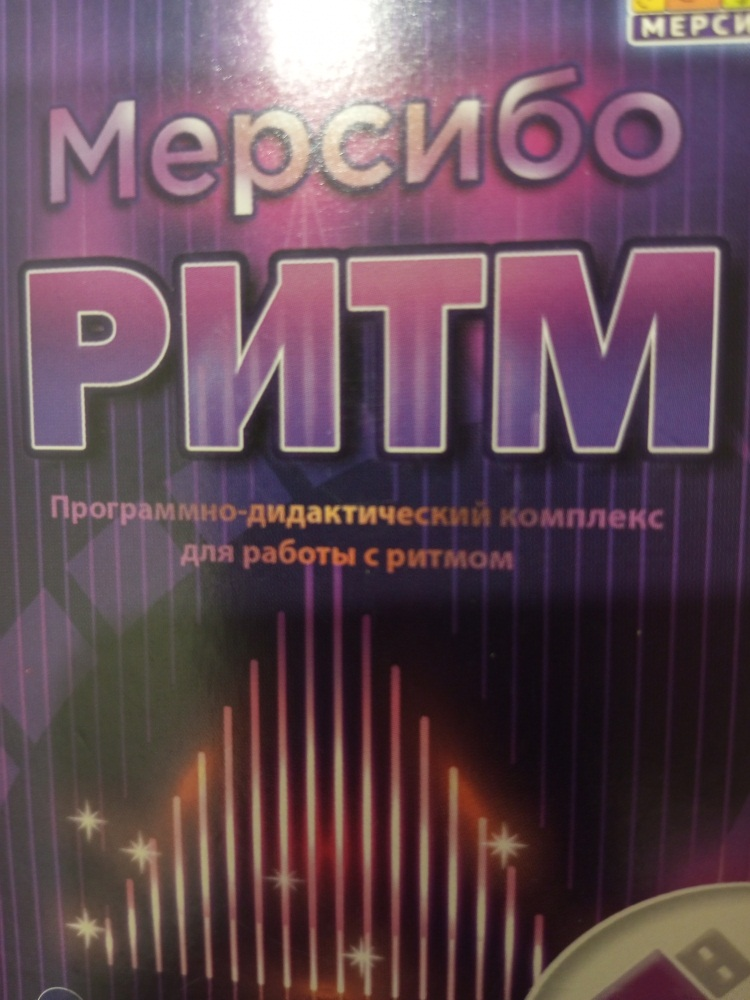 МЕРСИ
Мерсибо
РИТМ
Программно-дидактический комплекс
для работы с ритмом